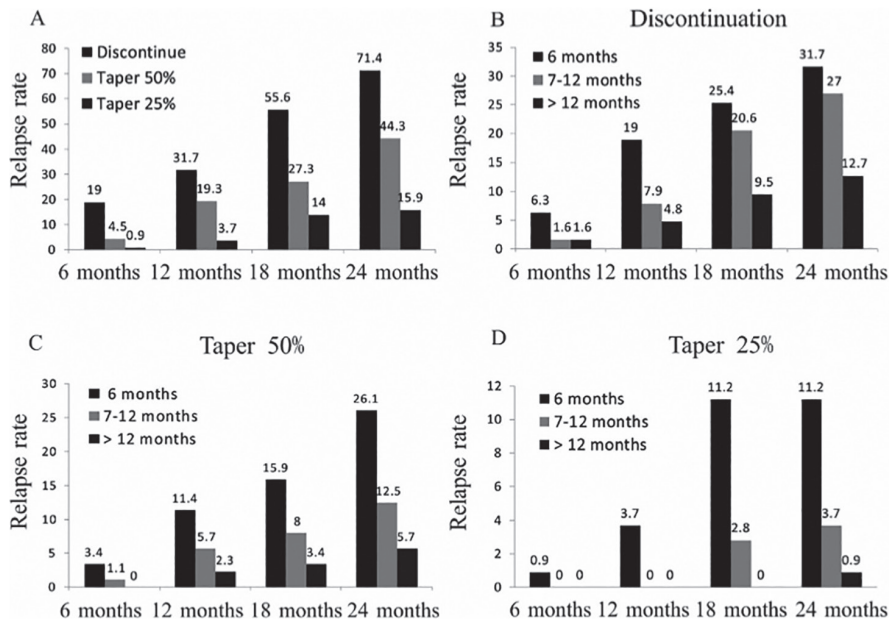 A
Discontinue
Taper 50%
Taper 25%
Relapse rate
80
70
60
50
40
30
20
10
0
19
4.5
0.9
31.7
19.3
3.7
55.6
27.3
14
71.4
44.3
15.9
6 months 12 months 18 months 24 months
B
Discontinuation
6 months
7-12 months
> 12 months
Relapse rate
35
30
25
20
15
10
5
0
6.3
1.6
1.6
19
7.9
4.8
25.4
20.6
9.5
31.7
27
12.7
6 months 12 months 18 months 24 months
C
Taper 50%
6 months
7-12 months
> 12 months
Relapse rate
30
25
20
15
10
5
0
3.4
1.1
0
11.4
5.7
2.3
15.9
8
3.4
26.1
12.5
5.7
6 months 12 months 18 months 24 months
D
Taper 25%
6 months
7-12 months
> 12 months
Relapse rate
12
10
8
6
4
2
0
0.9
0
0
3.7
0
0
11.2
2.8
0
11.2
3.7
0.9
6 months 12 months 18 months 24 months